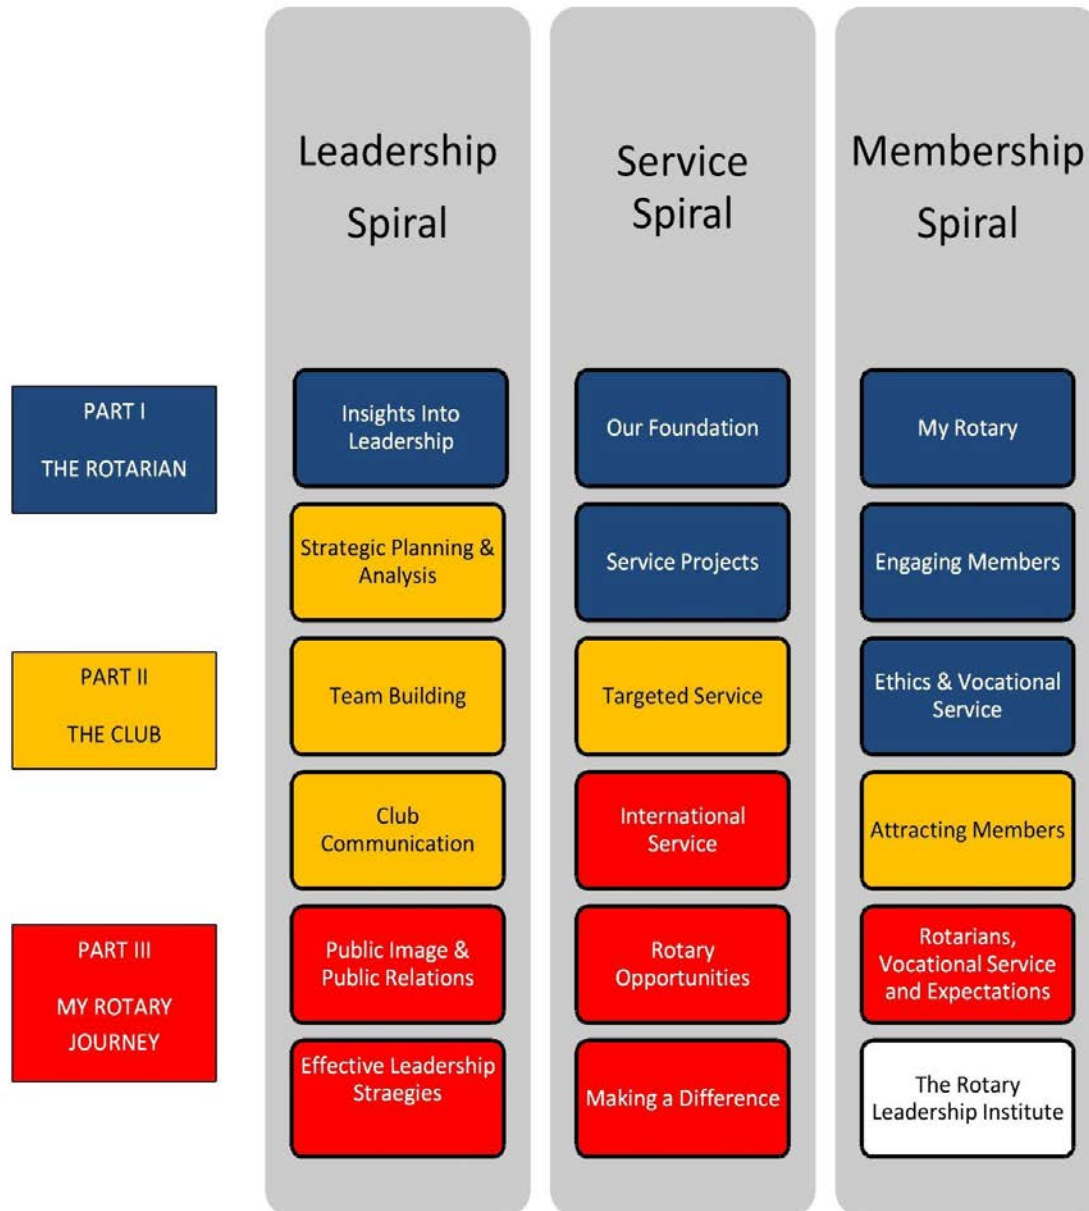 Leadership
Spiral
Service
Spiral
Membership
Spiral
PART I
THE ROTARIAN
Insights Into
Leadership
Our Foundation
My Rotary
Strategic Planning &
Analysis
Service Projects
Engaging Members
PART II
THE CLUB
Team Building
Targeted Service
Ethics & Vocational
Service
Club
Communication
International
Service
Attracting Members
PART III
MY ROTARY
JOURNEY
Public Image &
Public Relations
Rotary
Opportunities
Rotarians,
Vocational Service
and Expectations
Effective Leadership
Straegies
Making a Difference
The Rotary
Leadership Institute